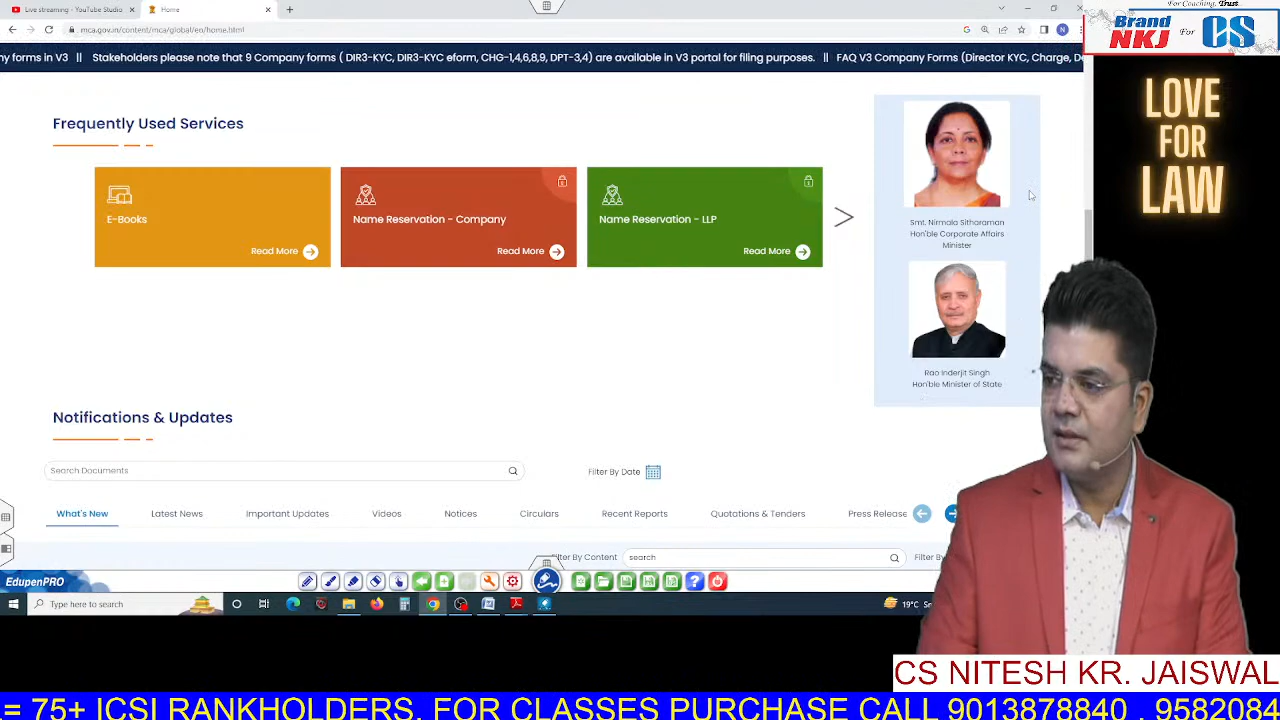 Live streaming - YouTube Studio
Home
For Coaching, Trust
Brand
NKJ
For
CS
mca.gov.in/content/mca/global/en/home.html
N
ny forms in V3 || Stakeholders please note that 9 Company forms ( DIR3-KYC, DIR3-KYC eform, CHG-1,4,6,8,9, DPT-3,4) are available in V3 portal for filing purposes. || FAQ V3 Company Forms (Director KYC, Charge, De
LOVE
FOR
LAW
Frequently Used Services
E-Books
Read More
Name Reservation - Company
Read More
Name Reservation - LLP
Read More
Smt. Nirmala Sitharaman
Hon'ble Corporate Affairs
Minister
Rao Inderjit Singh
Hon'ble Minister of State
Notifications & Updates
Search Documents
Filter By Date
What's New
Latest News
Important Updates
Videos
Notices
Circulars
Recent Reports
Quotations & Tenders
Press Release
Filter By Content
search
Filter By
EdupenPRO
Type here to search
19°C
CS NITESH KR. JAISWAL
= 75+ ICSI RANKHOLDERS. FOR CLASSES PURCHASE CALL 9013878840 , 9582084